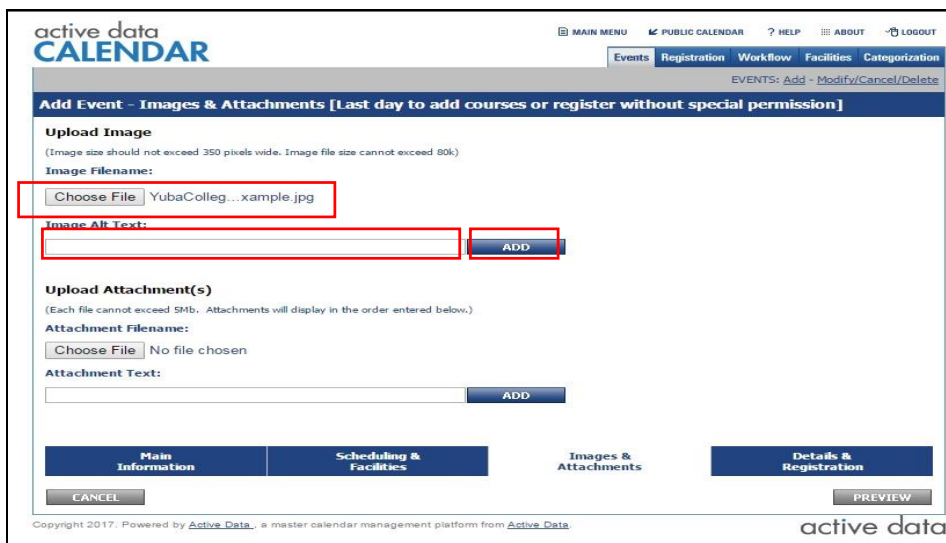 active data
CALENDAR
MAIN MENU PUBLIC CALENDAR ? HELP ABOUT LOGOUT
Events Registration Workflow Facilities Categorization
EVENTS: Add - Modify/Cancel/Delete
Add Event - Images & Attachments [Last day to add courses or register without special permission]
Upload Image
(Image size should not exceed 350 pixels wide. Image file size cannot exceed 80k)
Image Filename:
Choose File YubaColleg...xample.jpg
Image Alt Text:
ADD
Upload Attachment(s)
(Each file cannot exceed 5Mb. Attachments will display in the order entered below.)
Attachment Filename:
Choose File No file chosen
Attachment Text:
ADD
Main Information
Scheduling & Facilities
Images & Attachments
Details & Registration
CANCEL PREVIEW
Copyright 2017. Powered by Active Data , a master calendar management platform from Active Data.
active data